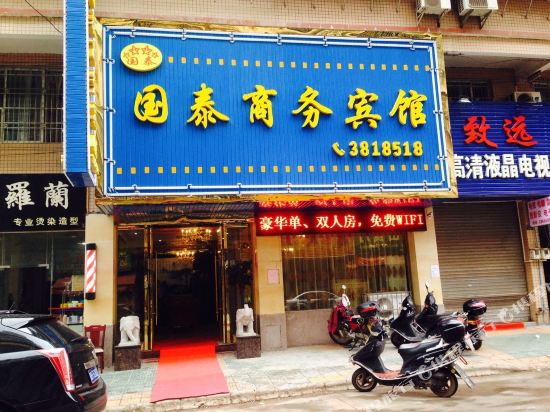 国泰
国泰商务宾馆
3818518
豪华单、双人房,免费WIFI
羅蘭
专业烫染造型
致远
高清液晶电视